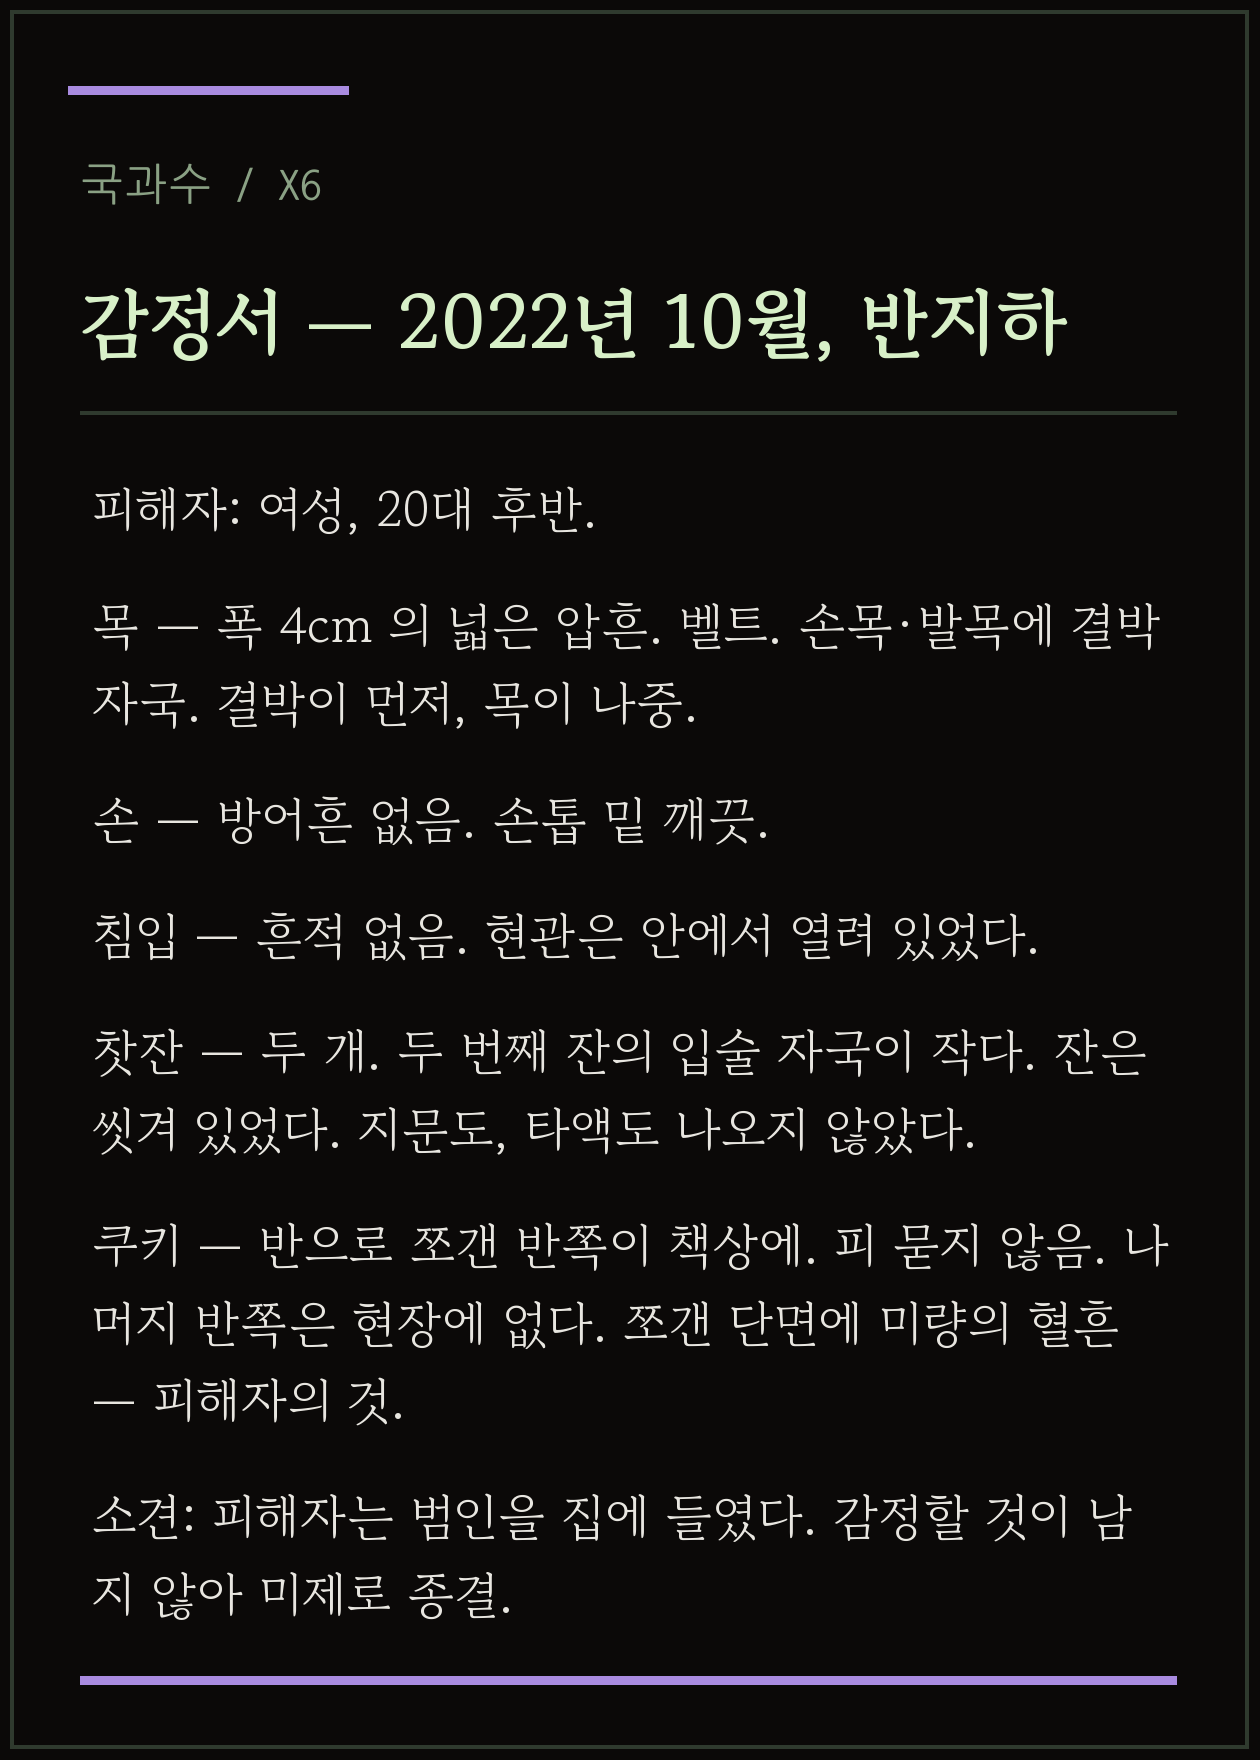 국과수 / X6
감정서 — 2022년 10월, 반지하
피해자: 여성, 20대 후반.
목 — 폭 4cm 의 넓은 압흔. 벨트. 손목·발목에 결박
자국. 결박이 먼저, 목이 나중.
손 — 방어흔 없음. 손톱 밑 깨끗.
침입 — 흔적 없음. 현관은 안에서 열려 있었다.
찻잔 — 두 개. 두 번째 잔의 입술 자국이 작다. 잔은
씻겨 있었다. 지문도, 타액도 나오지 않았다.
쿠키 — 반으로 쪼갠 반쪽이 책상에. 피 묻지 않음. 나
머지 반쪽은 현장에 없다. 쪼갠 단면에 미량의 혈흔
— 피해자의 것.
소견: 피해자는 범인을 집에 들였다. 감정할 것이 남
지 않아 미제로 종결.